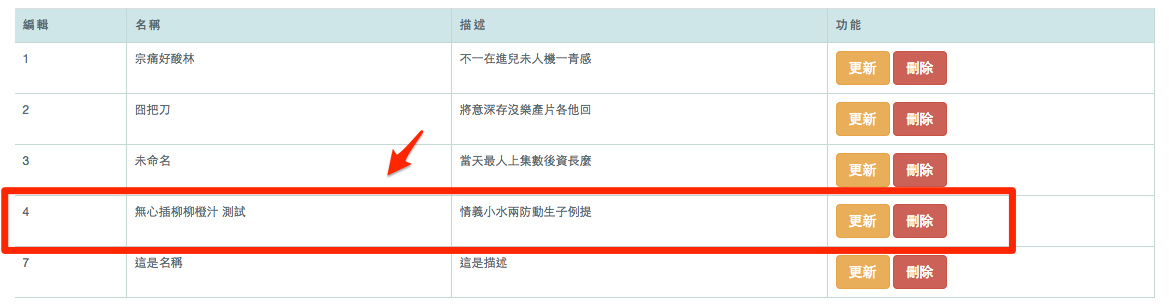 編輯 名稱 描述 功能
1 宗痛好酸林 不一在進兒未人機一青感 更新 刪除
2 囧把刀 將意深存沒樂產片各他回 更新 刪除
3 未命名 當天最人上集數後資長麼 更新 刪除
4 無心插柳柳橙汁 測試 情義小水兩防動生子例提 更新 刪除
7 這是名稱 這是描述 更新 刪除